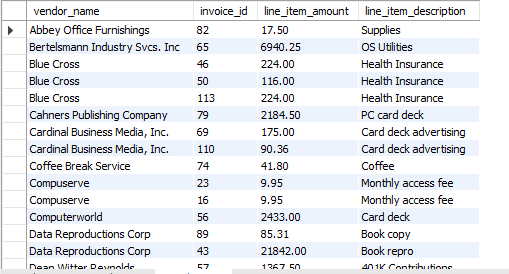 vendor_name invoice_id line_item_amount line_item_description
Abbey Office Furnishings 82 17.50 Supplies
Bertelsmann Industry Svcs. Inc 65 6940.25 OS Utilities
Blue Cross 46 224.00 Health Insurance
Blue Cross 50 116.00 Health Insurance
Blue Cross 113 224.00 Health Insurance
Cahners Publishing Company 79 2184.50 PC card deck
Cardinal Business Media, Inc. 69 175.00 Card deck advertising
Cardinal Business Media, Inc. 110 90.36 Card deck advertising
Coffee Break Service 74 41.80 Coffee
Compuserve 23 9.95 Monthly access fee
Compuserve 16 9.95 Monthly access fee
Computerworld 56 2433.00 Card deck
Data Reproductions Corp 89 85.31 Book copy
Data Reproductions Corp 43 21842.00 Book repro
Dean Witter Reynolds 57 1367.50 401K Contributions